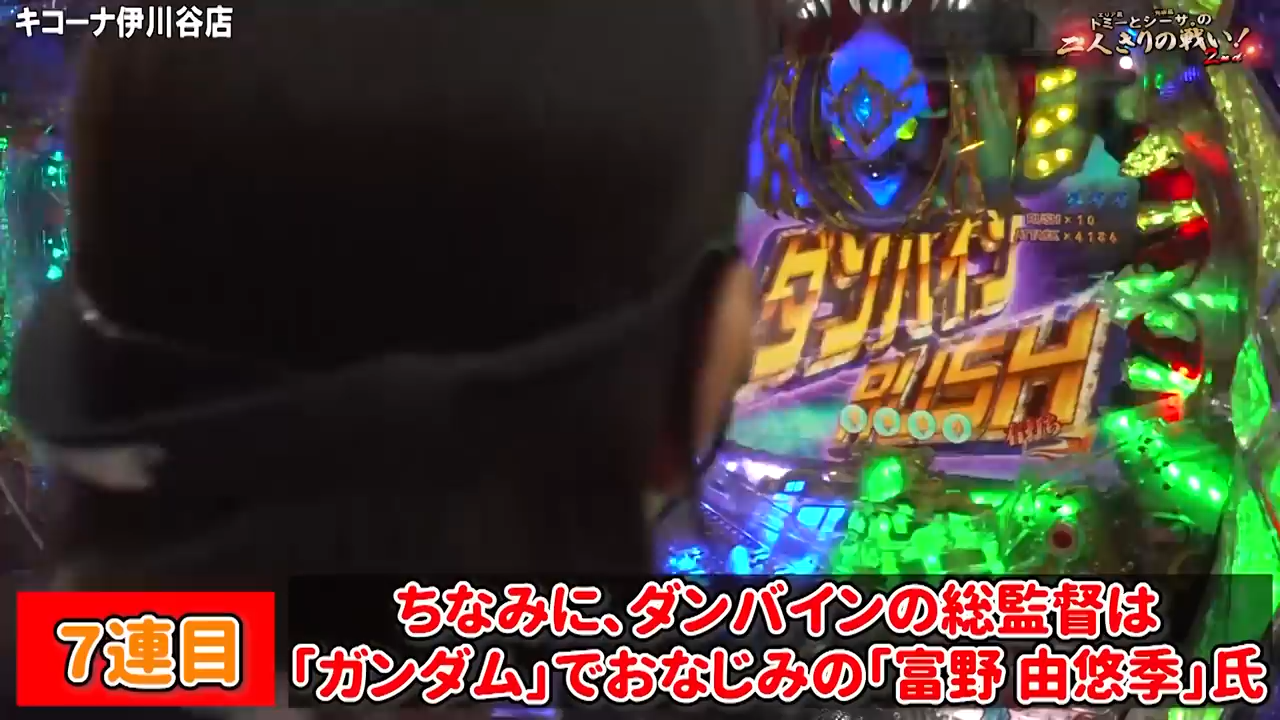 キコーナ伊川谷店
トミーとシーサ。の
二人きりの戦い!
2nd
RUSH×10
ATTACK×4184
ダンバイン
RUSH
7連目
ちなみに、ダンバインの総監督は
「ガンダム」でおなじみの「富野 由悠季」氏